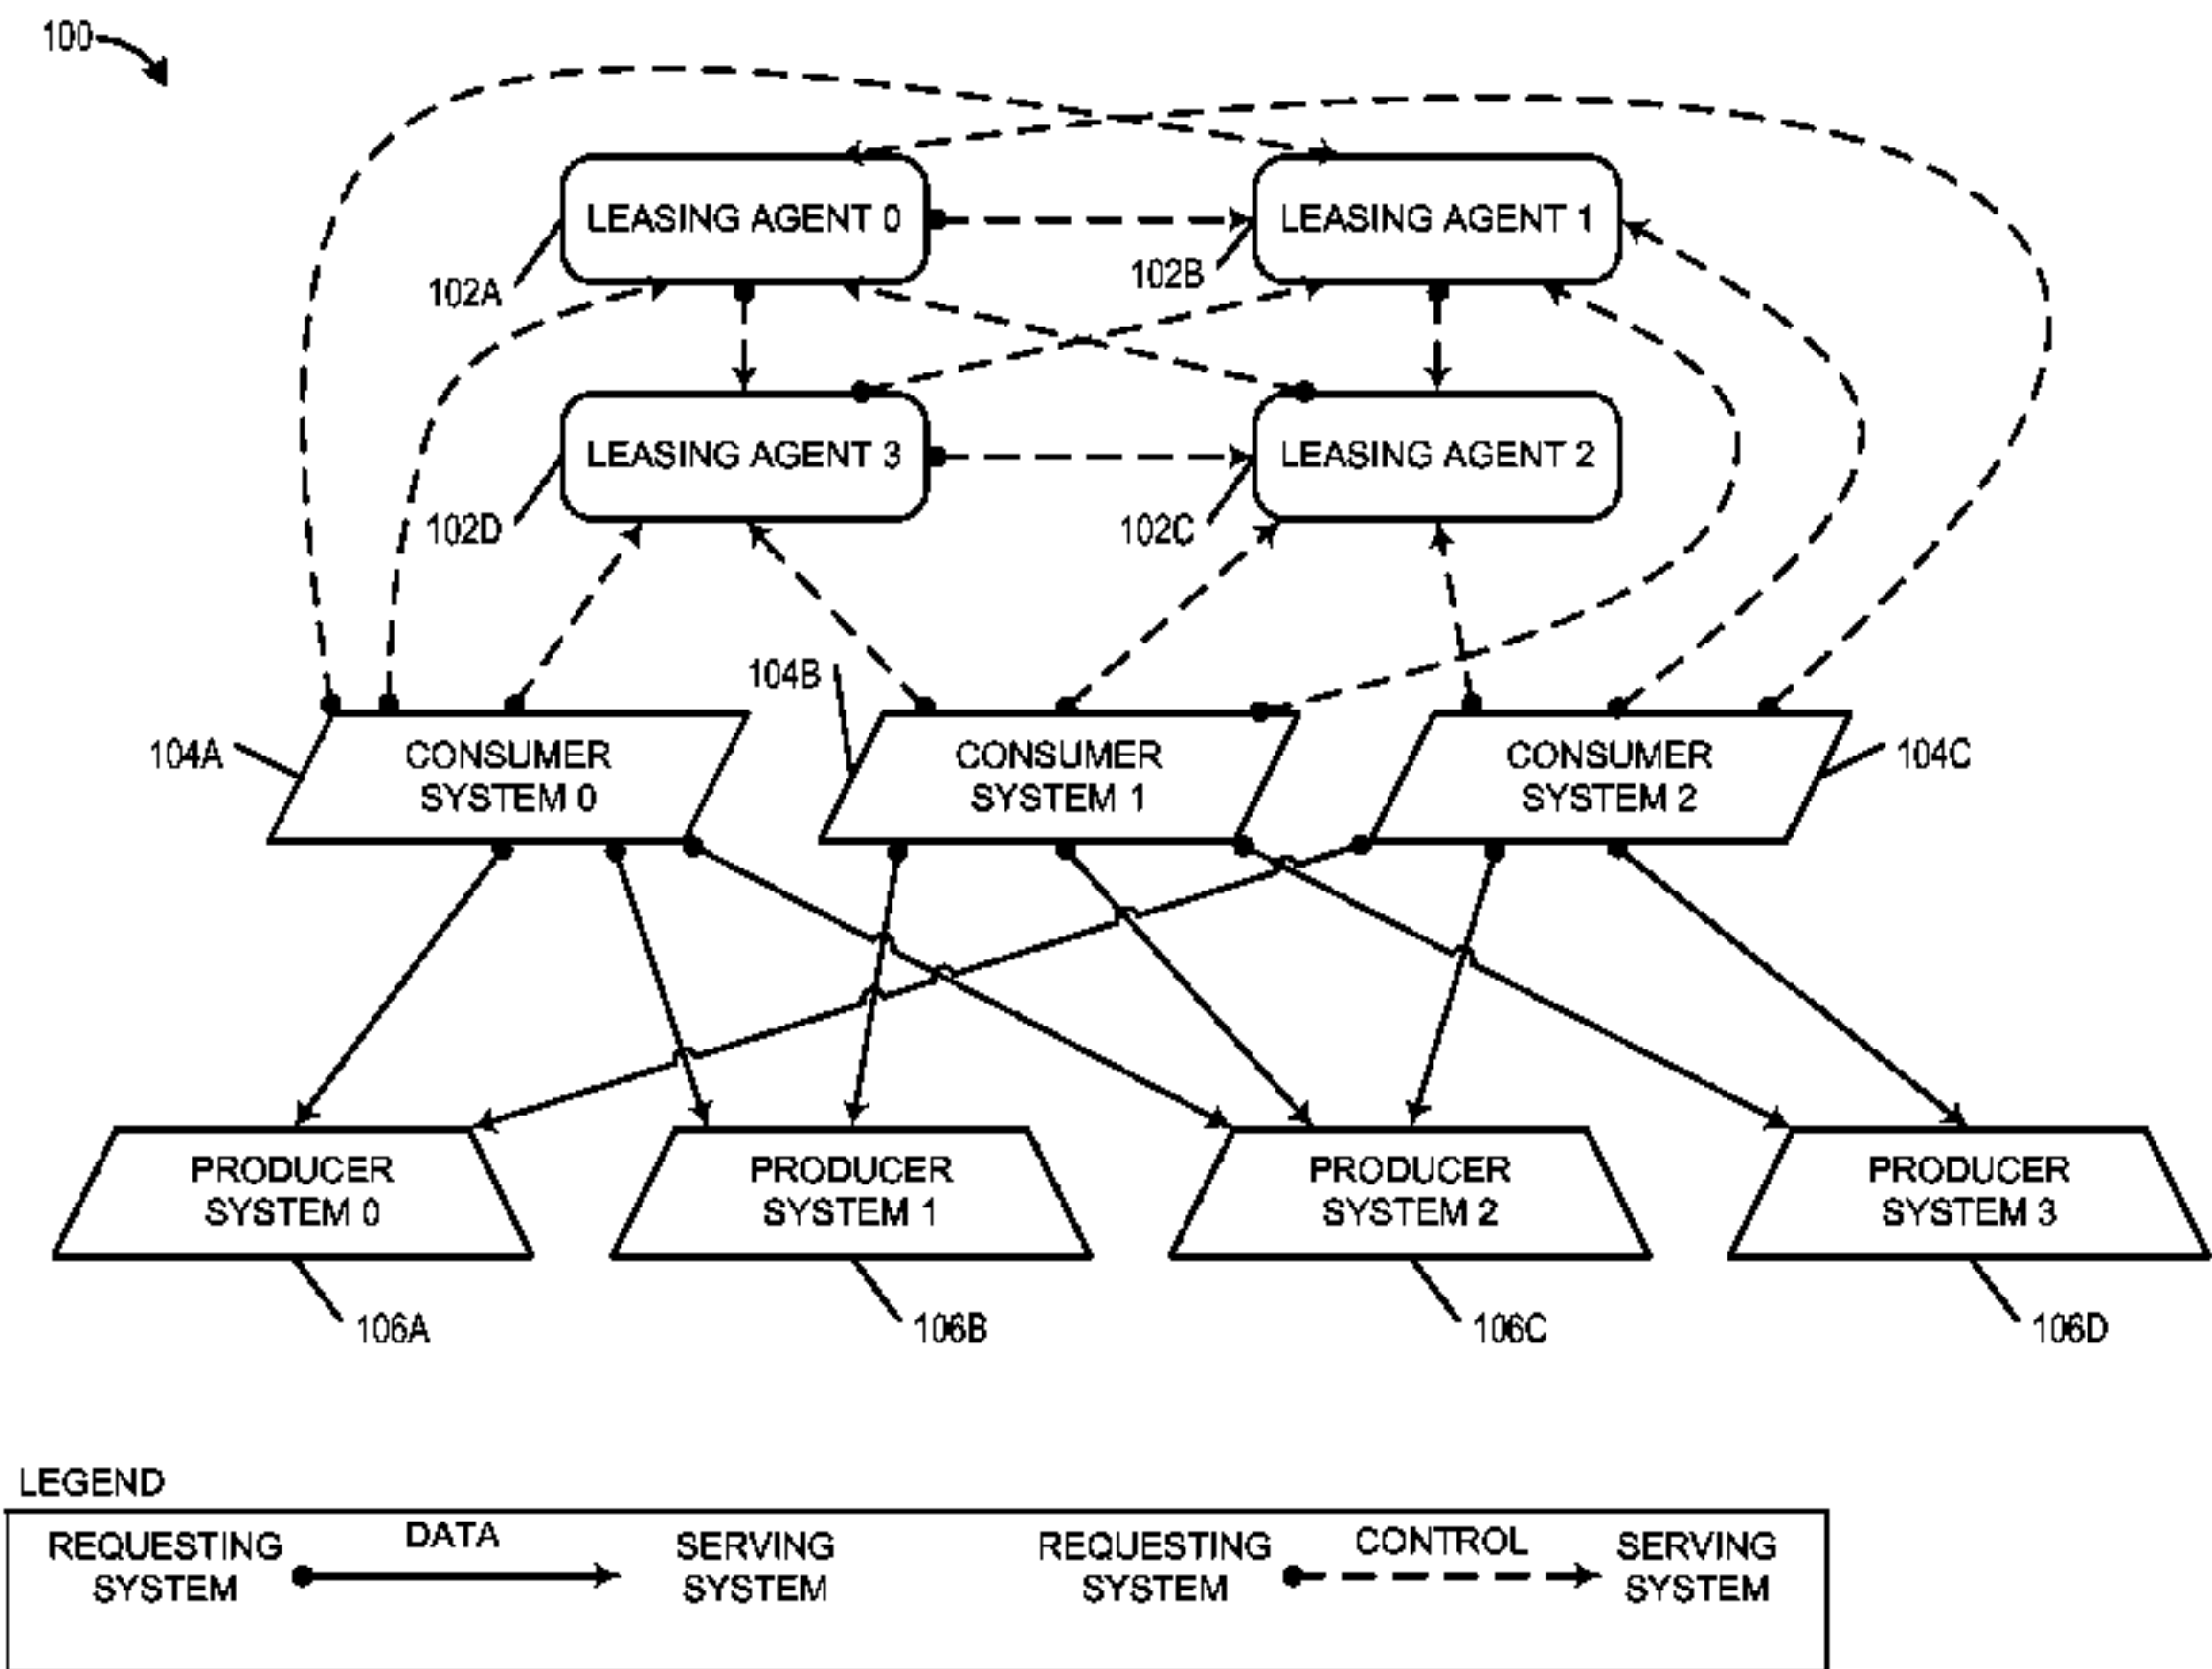 100
LEASING AGENT 0
LEASING AGENT 1
102A
102B
LEASING AGENT 3
LEASING AGENT 2
102D
102C
104B
104A
CONSUMER
SYSTEM 0
CONSUMER
SYSTEM 1
CONSUMER
SYSTEM 2
104C
PRODUCER
SYSTEM 0
PRODUCER
SYSTEM 1
PRODUCER
SYSTEM 2
PRODUCER
SYSTEM 3
106A
106B
106C
106D
LEGEND
REQUESTING
SYSTEM
DATA
SERVING
SYSTEM
REQUESTING
SYSTEM
CONTROL
SERVING
SYSTEM